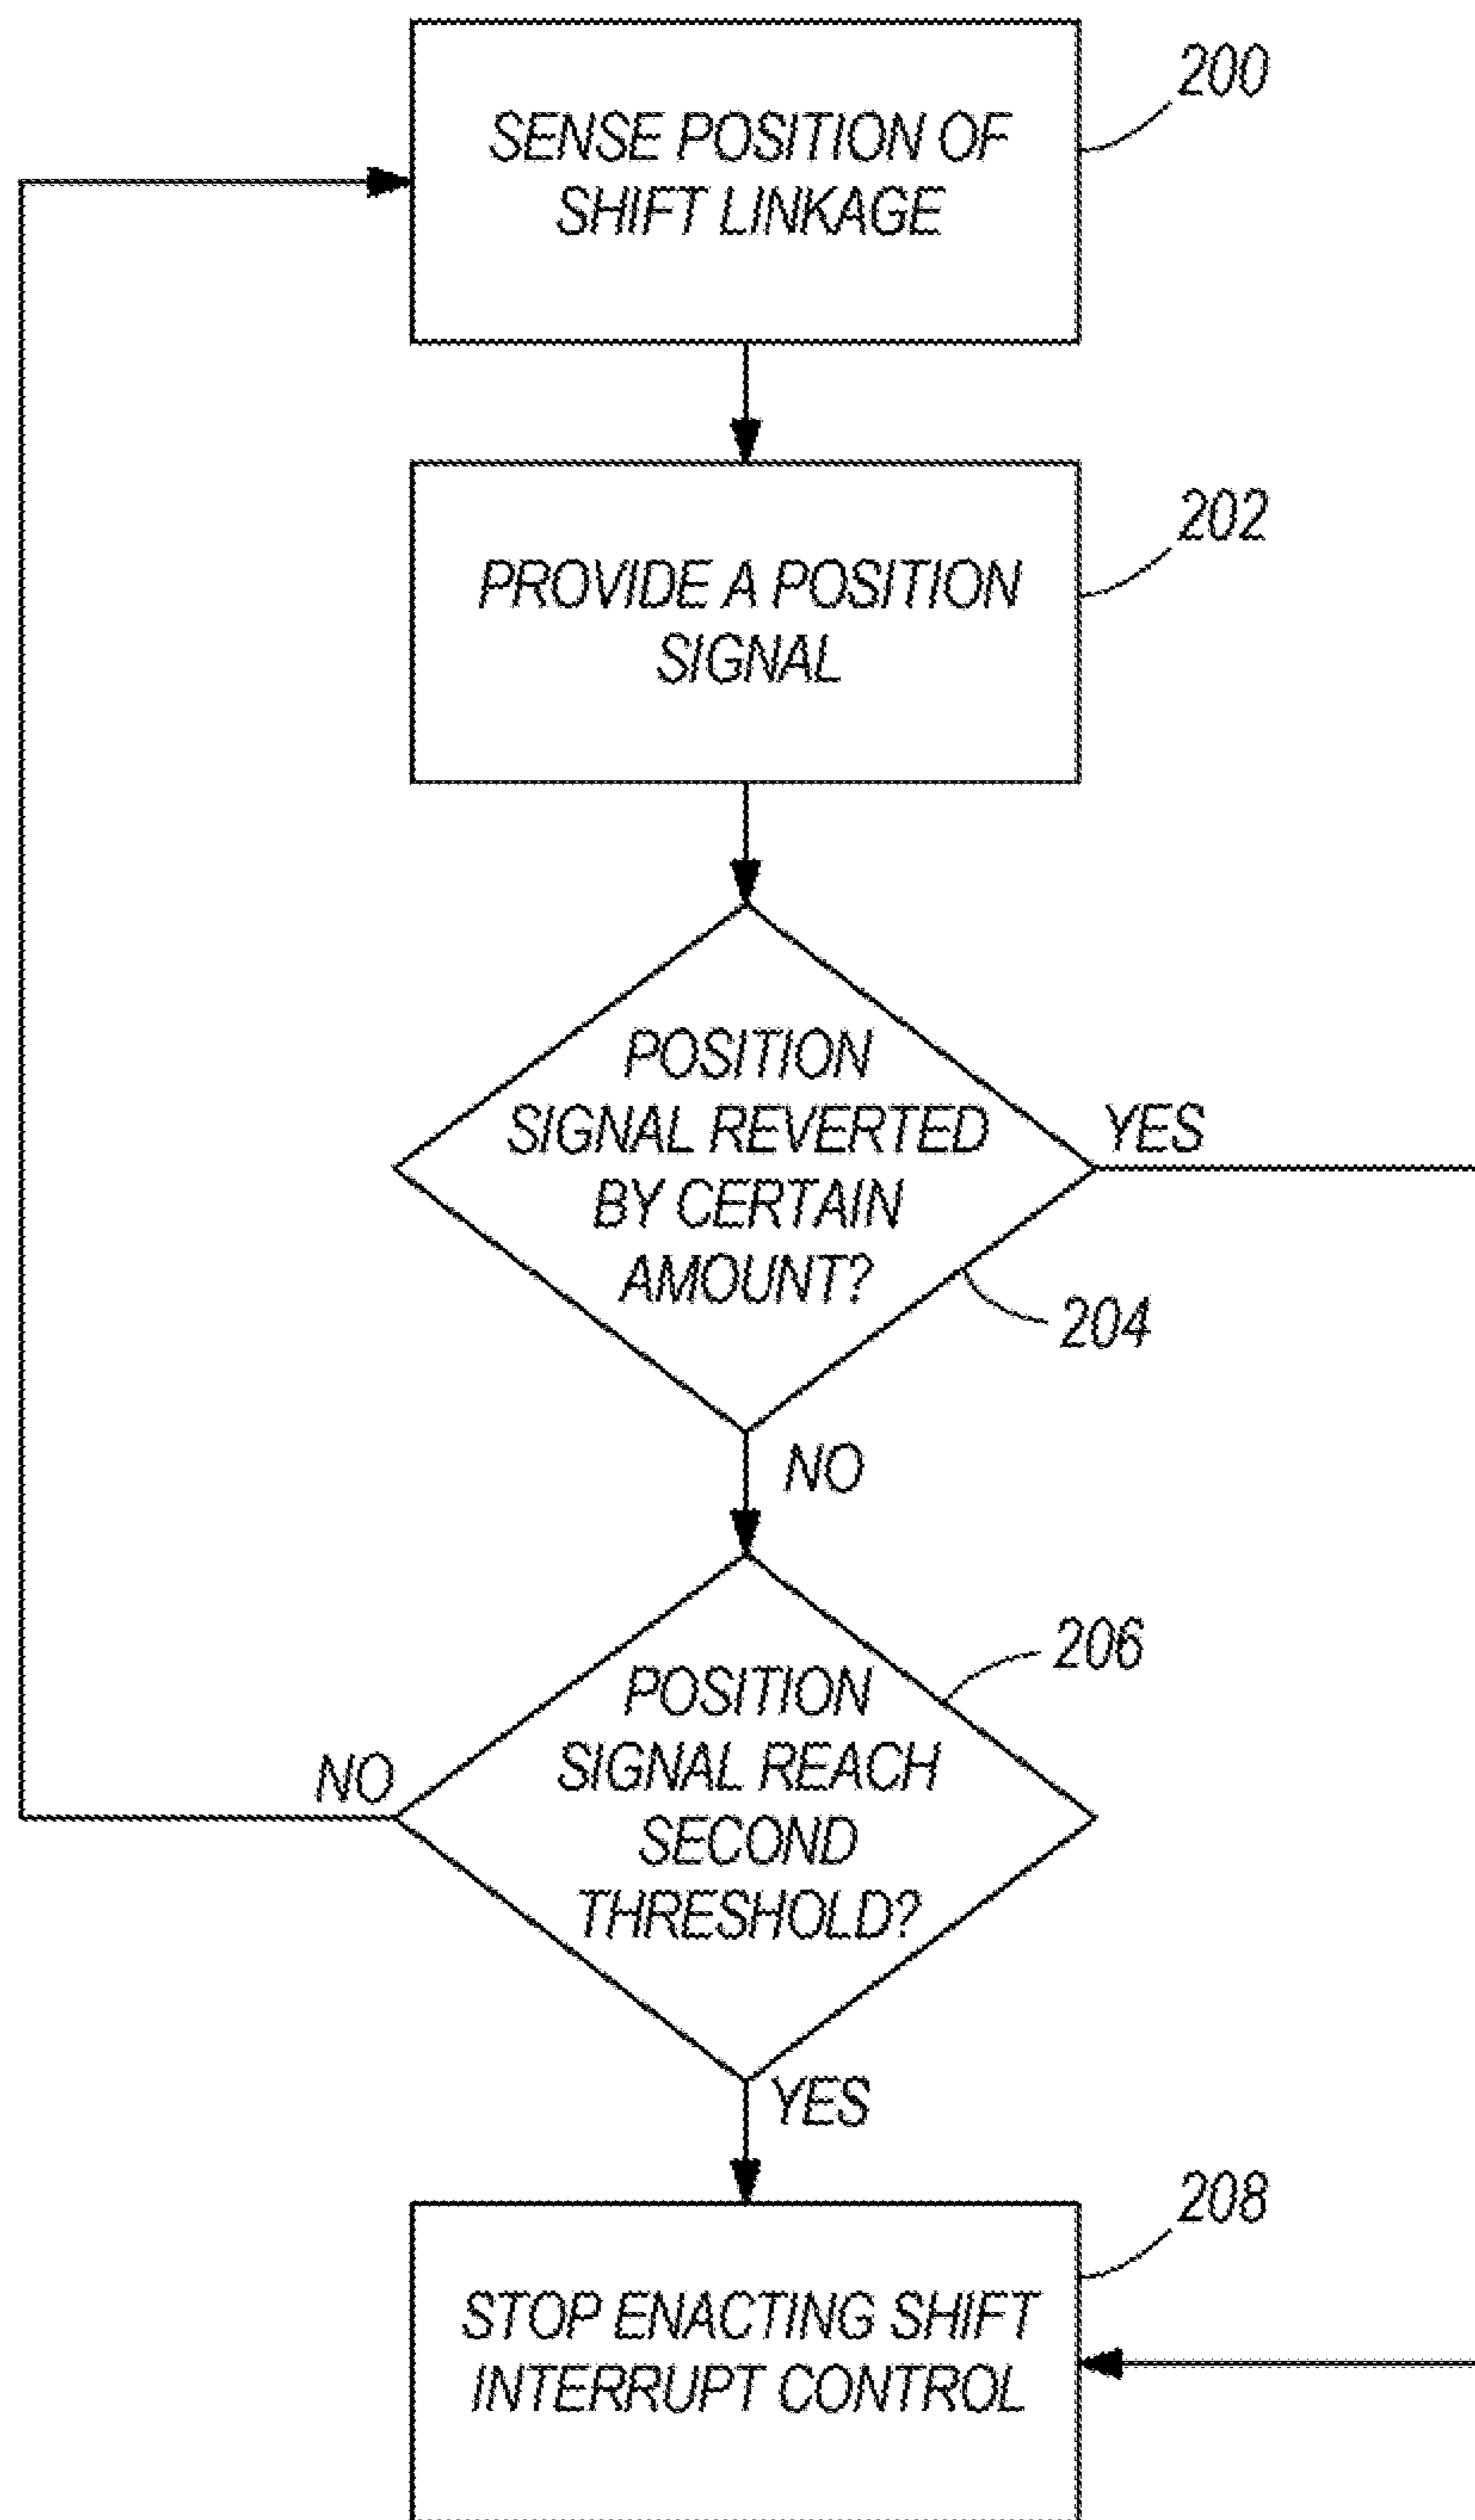 200
SENSE POSITION OF
SHIFT LINKAGE
202
PROVIDE A POSITION
SIGNAL
POSITION
SIGNAL REVERTED
BY CERTAIN
AMOUNT?
YES
204
NO
206
POSITION
SIGNAL REACH
SECOND
THRESHOLD?
NO
YES
208
STOP ENACTING SHIFT
INTERRUPT CONTROL